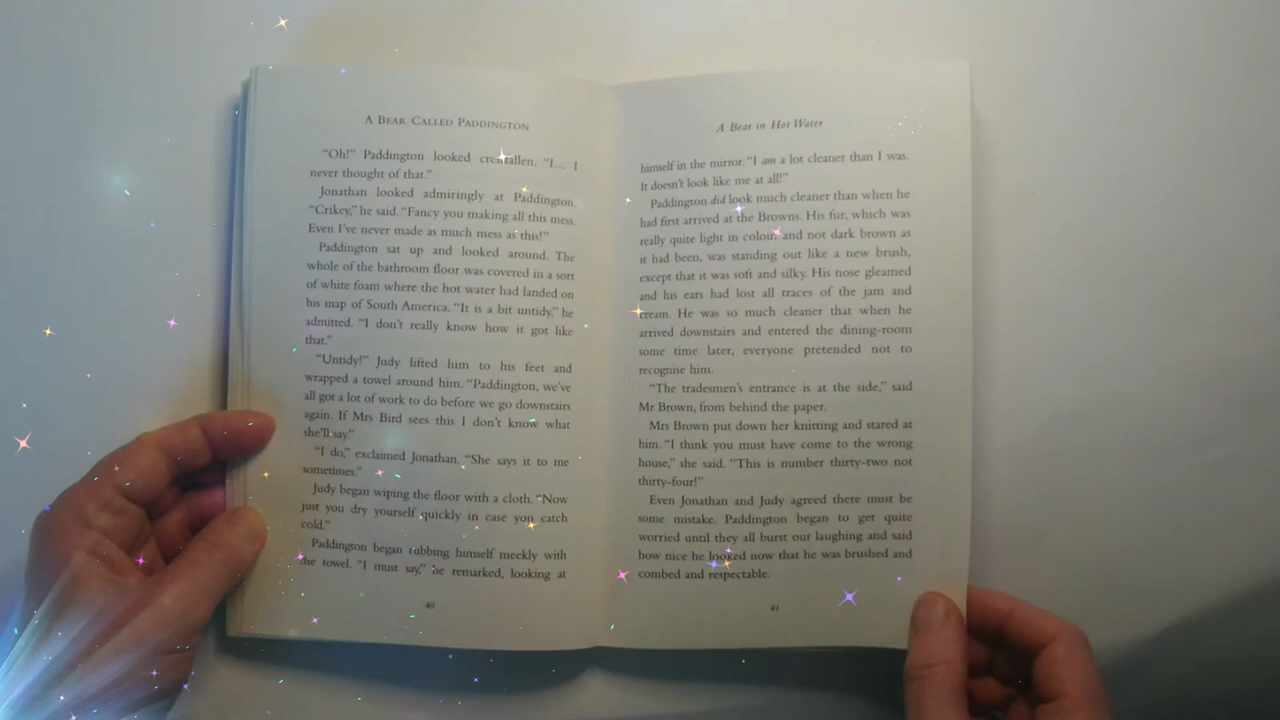 A BEAR CALLED PADDINGTON
"Oh!" Paddington looked crestfallen. "I... I
never thought of that."
Jonathan looked admiringly at Paddington.
"Crikey," he said. "Fancy you making all this mess.
Even I've never made as much mess as this!"
Paddington sat up and looked around. The
whole of the bathroom floor was covered in a sort
of white foam where the hot water had landed on
his map of South America. "It is a bit untidy," he
admitted. "I don't really know how it got like
that."
"Untidy!" Judy lifted him to his feet and
wrapped a towel around him. "Paddington, we've
all got a lot of work to do before we go downstairs
again. If Mrs Bird sees this I don't know what
she'll say."
"I do," exclaimed Jonathan. "She says it to me
sometimes."
Judy began wiping the floor with a cloth. "Now
just you dry yourself quickly in case you catch
cold."
Paddington began rubbing himself meekly with
the towel. "I must say," he remarked, looking at
40
A Bear in Hot Water
himself in the mirror. "I am a lot cleaner than I was.
It doesn't look like me at all!"
Paddington did look much cleaner than when he
had first arrived at the Browns. His fur, which was
really quite light in colour and not dark brown as
it had been, was standing out like a new brush,
except that it was soft and silky. His nose gleamed
and his ears had lost all traces of the jam and
cream. He was so much cleaner that when he
arrived downstairs and entered the dining-room
some time later, everyone pretended not to
recognise him.
"The tradesmen's entrance is at the side," said
Mr Brown, from behind the paper.
Mrs Brown put down her knitting and stared at
him. "I think you must have come to the wrong
house," she said. "This is number thirty-two not
thirty-four!"
Even Jonathan and Judy agreed there must be
some mistake. Paddington began to get quite
worried until they all burst out laughing and said
how nice he looked now that he was brushed and
combed and respectable.
41